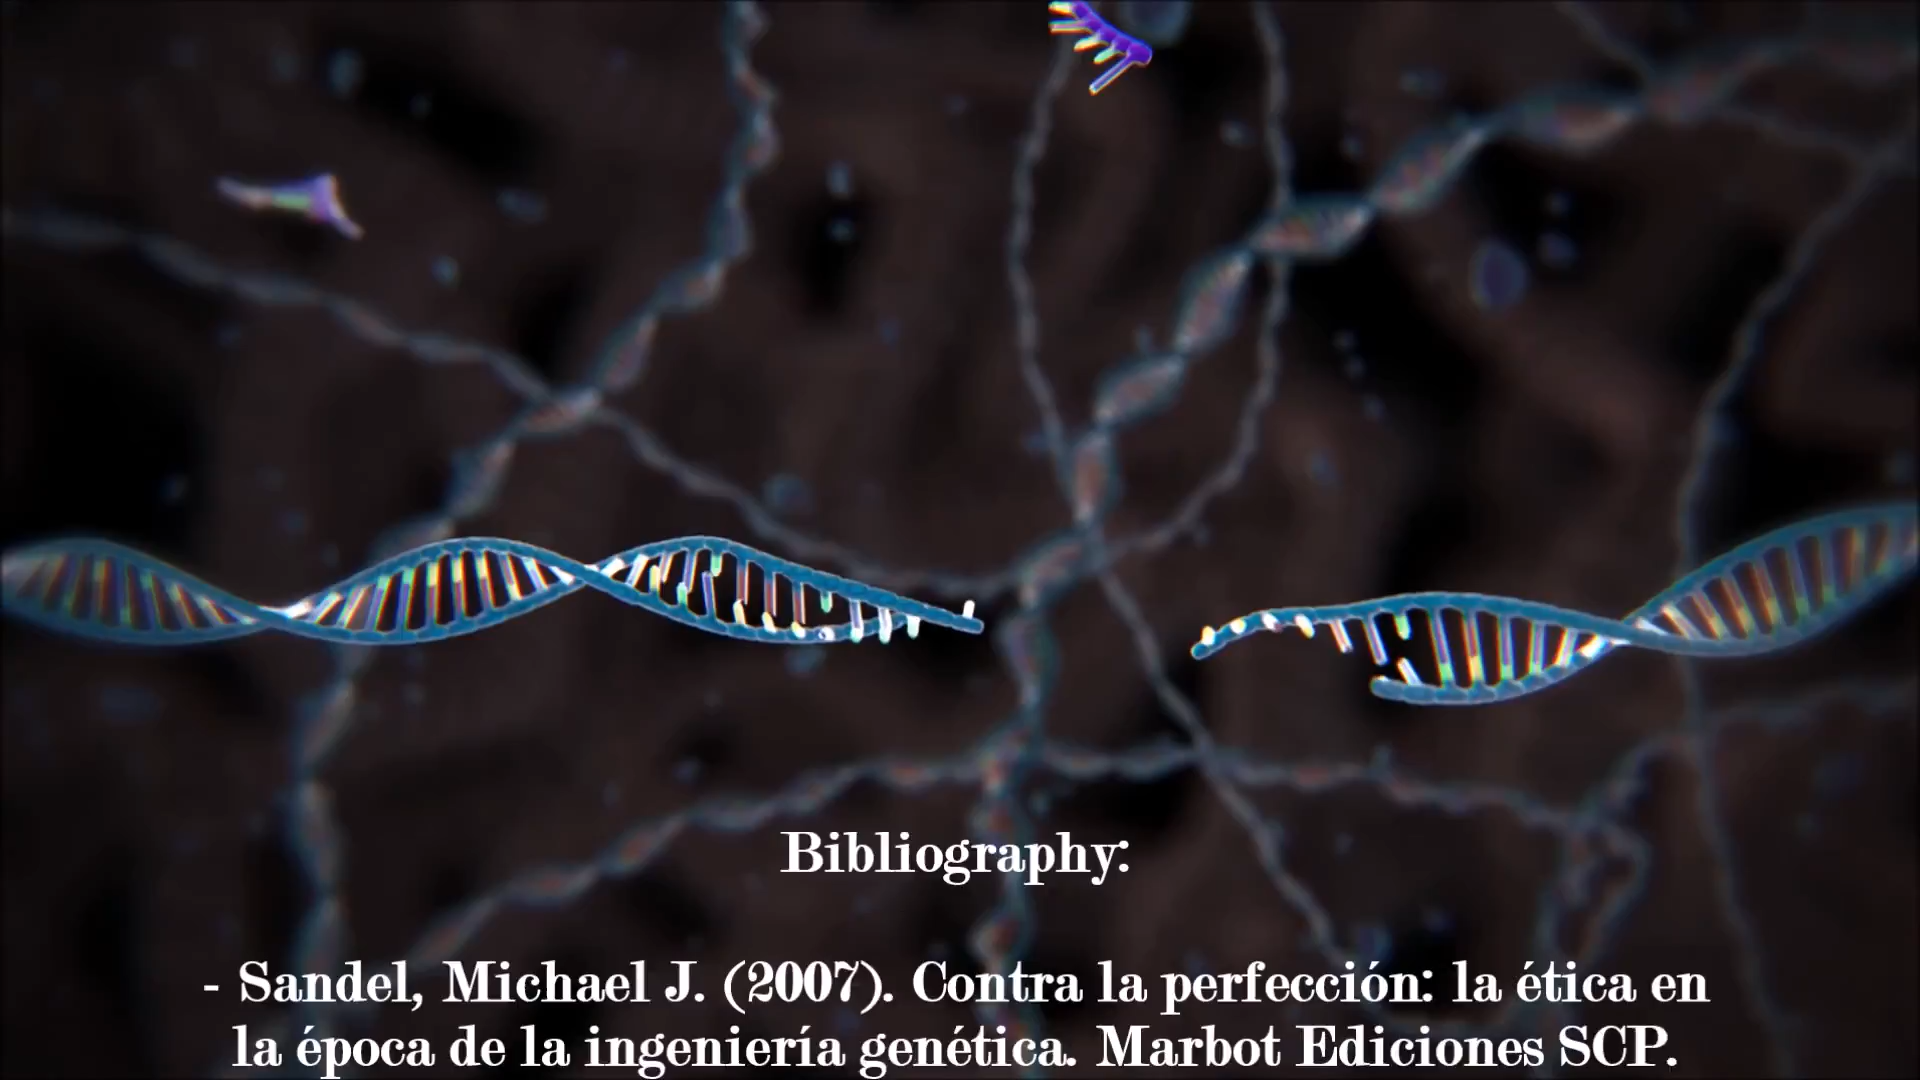 Bibliography:
- Sandel, Michael J. (2007). Contra la perfección: la ética en
la época de la ingeniería genética. Marbot Ediciones SCP.